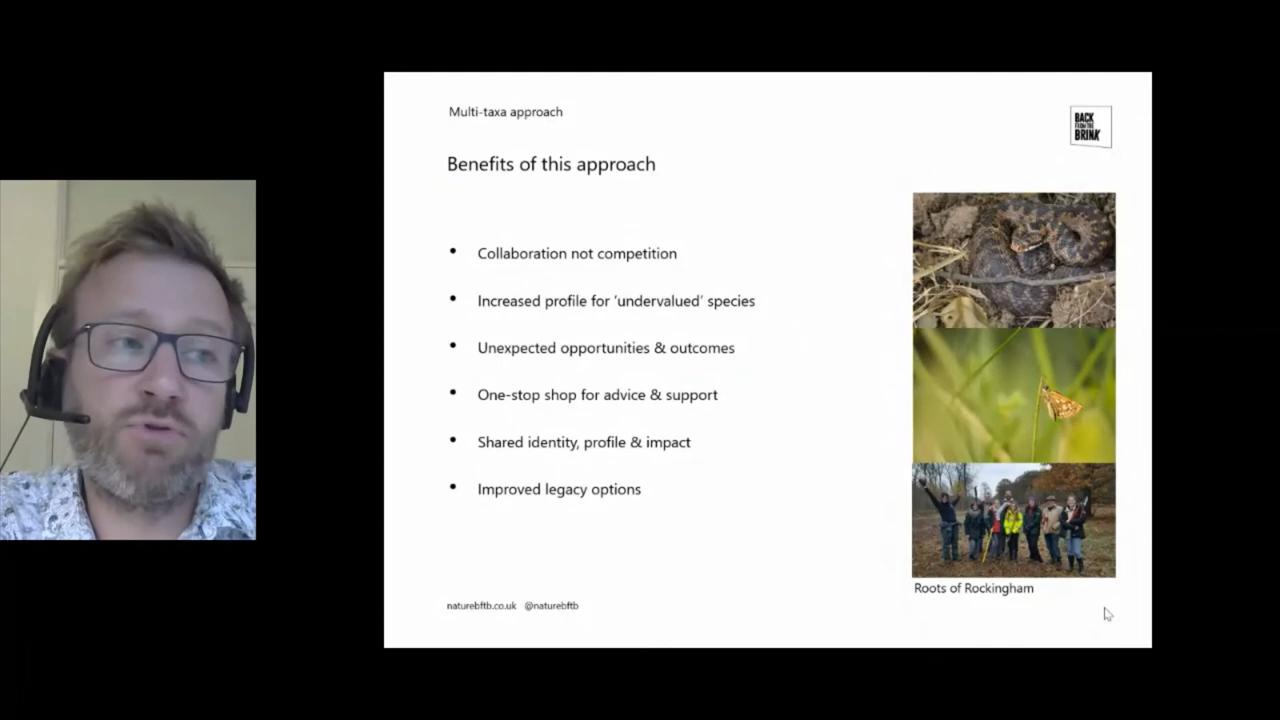 Multi-taxa approach
BACK
FROM THE
BRINK
Benefits of this approach
• Collaboration not competition
• Increased profile for 'undervalued' species
• Unexpected opportunities & outcomes
• One-stop shop for advice & support
• Shared identity, profile & impact
• Improved legacy options
Roots of Rockingham
naturebftb.co.uk @naturebftb